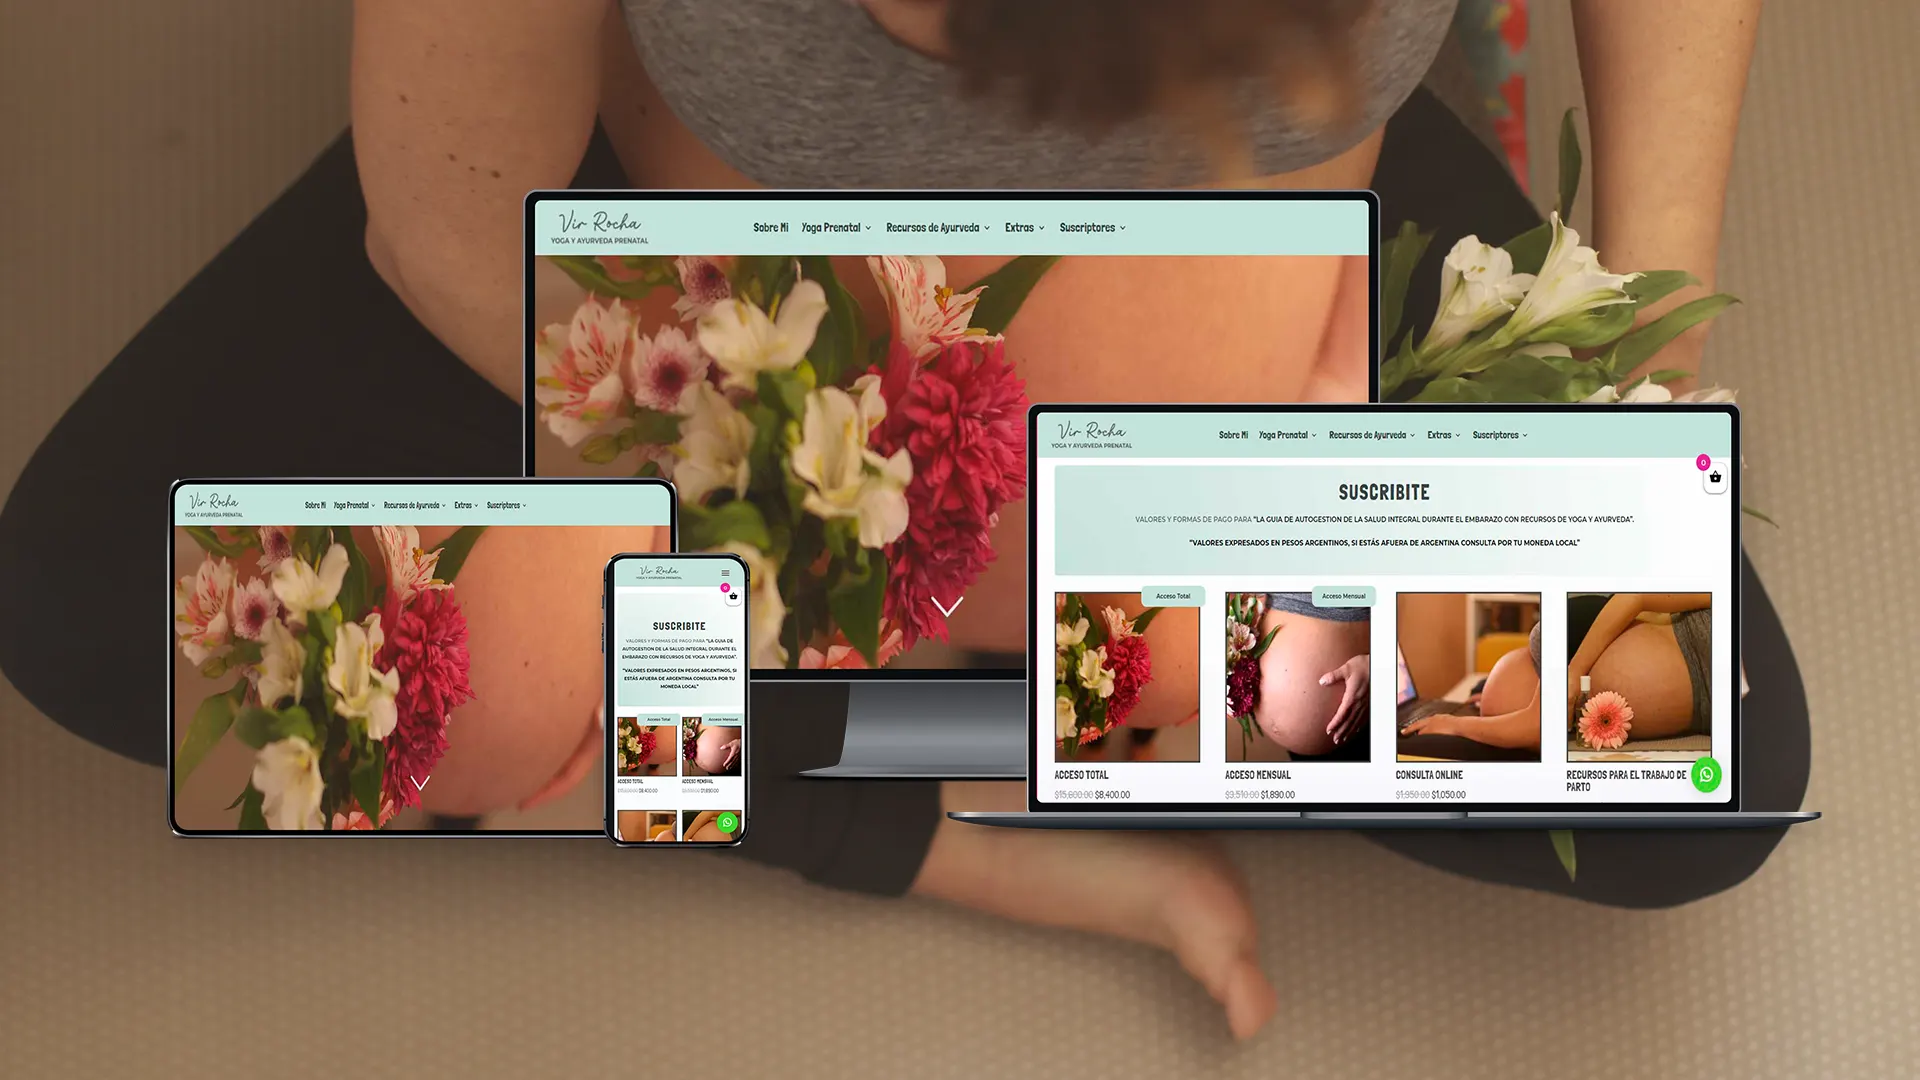 Vir Rocha
YOGA Y AYURVEDA PRENATAL
Sobre Mi
Yoga Prenatal
Recursos de Ayurveda
Extras
Suscriptores
Vir Rocha
YOGA Y AYURVEDA PRENATAL
Sobre Mi
Yoga Prenatal
Recursos de Ayurveda
Extras
Suscriptores
0
SUSCRIBITE
VALORES Y FORMAS DE PAGO PARA "LA GUIA DE AUTOGESTION DE LA SALUD INTEGRAL DURANTE EL EMBARAZO CON RECURSOS DE YOGA Y AYURVEDA".
"VALORES EXPRESADOS EN PESOS ARGENTINOS, SI ESTÁS AFUERA DE ARGENTINA CONSULTA POR TU MONEDA LOCAL"
Acceso Total
ACCESO TOTAL
$15,600.00 $8,400.00
Acceso Mensual
ACCESO MENSUAL
$3,510.00 $1,890.00
CONSULTA ONLINE
$1,950.00 $1,050.00
RECURSOS PARA EL TRABAJO DE
PARTO
Vir Rocha
YOGA Y AYURVEDA PRENATAL
Sobre Mi
Yoga Prenatal
Recursos de Ayurveda
Extras
Suscriptores
Vir Rocha
YOGA Y AYURVEDA PRENATAL
0
SUSCRIBITE
VALORES Y FORMAS DE PAGO PARA "LA GUIA DE
AUTOGESTION DE LA SALUD INTEGRAL DURANTE EL
EMBARAZO CON RECURSOS DE YOGA Y AYURVEDA".
"VALORES EXPRESADOS EN PESOS ARGENTINOS, SI
ESTÁS AFUERA DE ARGENTINA CONSULTA POR TU
MONEDA LOCAL"
Acceso Total
ACCESO TOTAL
$15,600.00 $8,400.00
Acceso Mensual
ACCESO MENSUAL
$3,510.00 $1,890.00